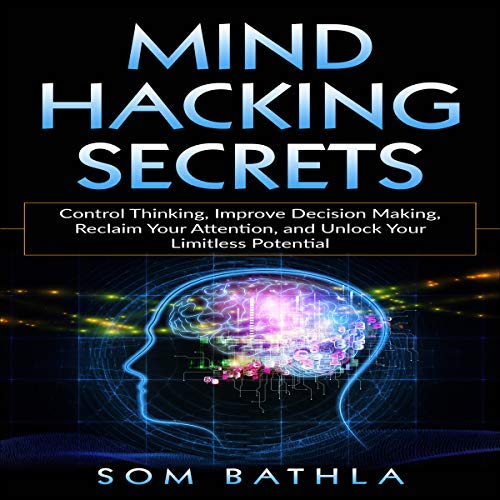 MIND
HACKING
SECRETS
Control Thinking, Improve Decision Making,
Reclaim Your Attention, and Unlock Your
Limitless Potential
SOM BATHLA